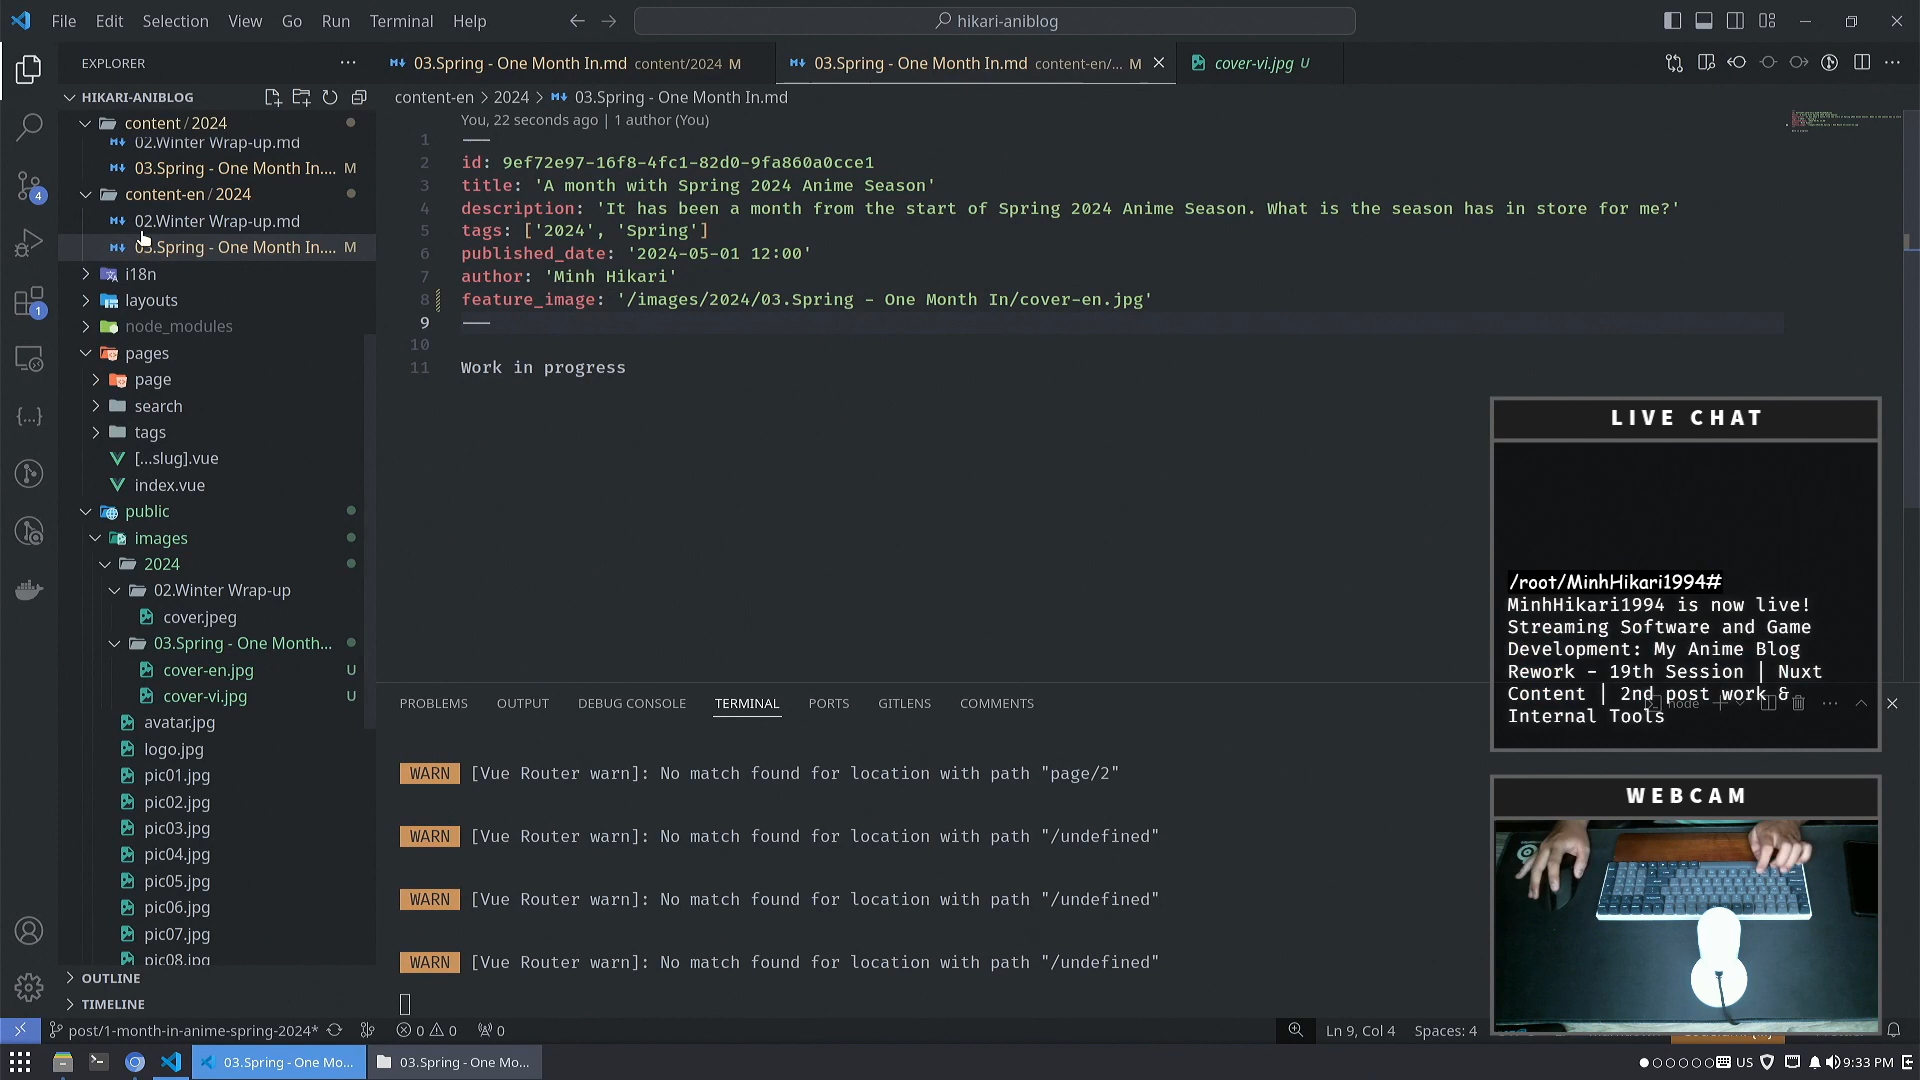 File Edit Selection View Go Run Terminal Help
hikari-aniblog
EXPLORER
HIKARI-ANIBLOG
content / 2024
02.Winter Wrap-up.md
03.Spring - One Month In.... M
content-en / 2024
02.Winter Wrap-up.md
03.Spring - One Month In.... M
i18n
layouts
node_modules
pages
page
search
tags
[...slug].vue
index.vue
public
images
2024
02.Winter Wrap-up
cover.jpeg
03.Spring - One Month...
cover-en.jpg U
cover-vi.jpg U
avatar.jpg
logo.jpg
pic01.jpg
pic02.jpg
pic03.jpg
pic04.jpg
pic05.jpg
pic06.jpg
pic07.jpg
pic08.jpg
OUTLINE
TIMELINE
4
1
03.Spring - One Month In.md content/2024 M
03.Spring - One Month In.md content-en/... M
cover-vi.jpg U
content-en > 2024 > 03.Spring - One Month In.md
You, 22 seconds ago | 1 author (You)
1 ---
2 id: 9ef72e97-16f8-4fc1-82d0-9fa860a0cce1
3 title: 'A month with Spring 2024 Anime Season'
4 description: 'It has been a month from the start of Spring 2024 Anime Season. What is the season has in store for me?'
5 tags: ['2024', 'Spring']
6 published_date: '2024-05-01 12:00'
7 author: 'Minh Hikari'
8 feature_image: '/images/2024/03.Spring - One Month In/cover-en.jpg'
9 ---
10
11 Work in progress
PROBLEMS OUTPUT DEBUG CONSOLE TERMINAL PORTS GITLENS COMMENTS
node
WARN [Vue Router warn]: No match found for location with path "page/2"
WARN [Vue Router warn]: No match found for location with path "/undefined"
WARN [Vue Router warn]: No match found for location with path "/undefined"
WARN [Vue Router warn]: No match found for location with path "/undefined"
LIVE CHAT
/root/MinhHikari1994#
MinhHikari1994 is now live!
Streaming Software and Game
Development: My Anime Blog
Rework - 19th Session | Nuxt
Content | 2nd post work &
Internal Tools
WEBCAM
post/1-month-in-anime-spring-2024* 0 0 0
Ln 9, Col 4 Spaces: 4
03.Spring - One Mo...
03.Spring - One Mo...
US 9:33 PM